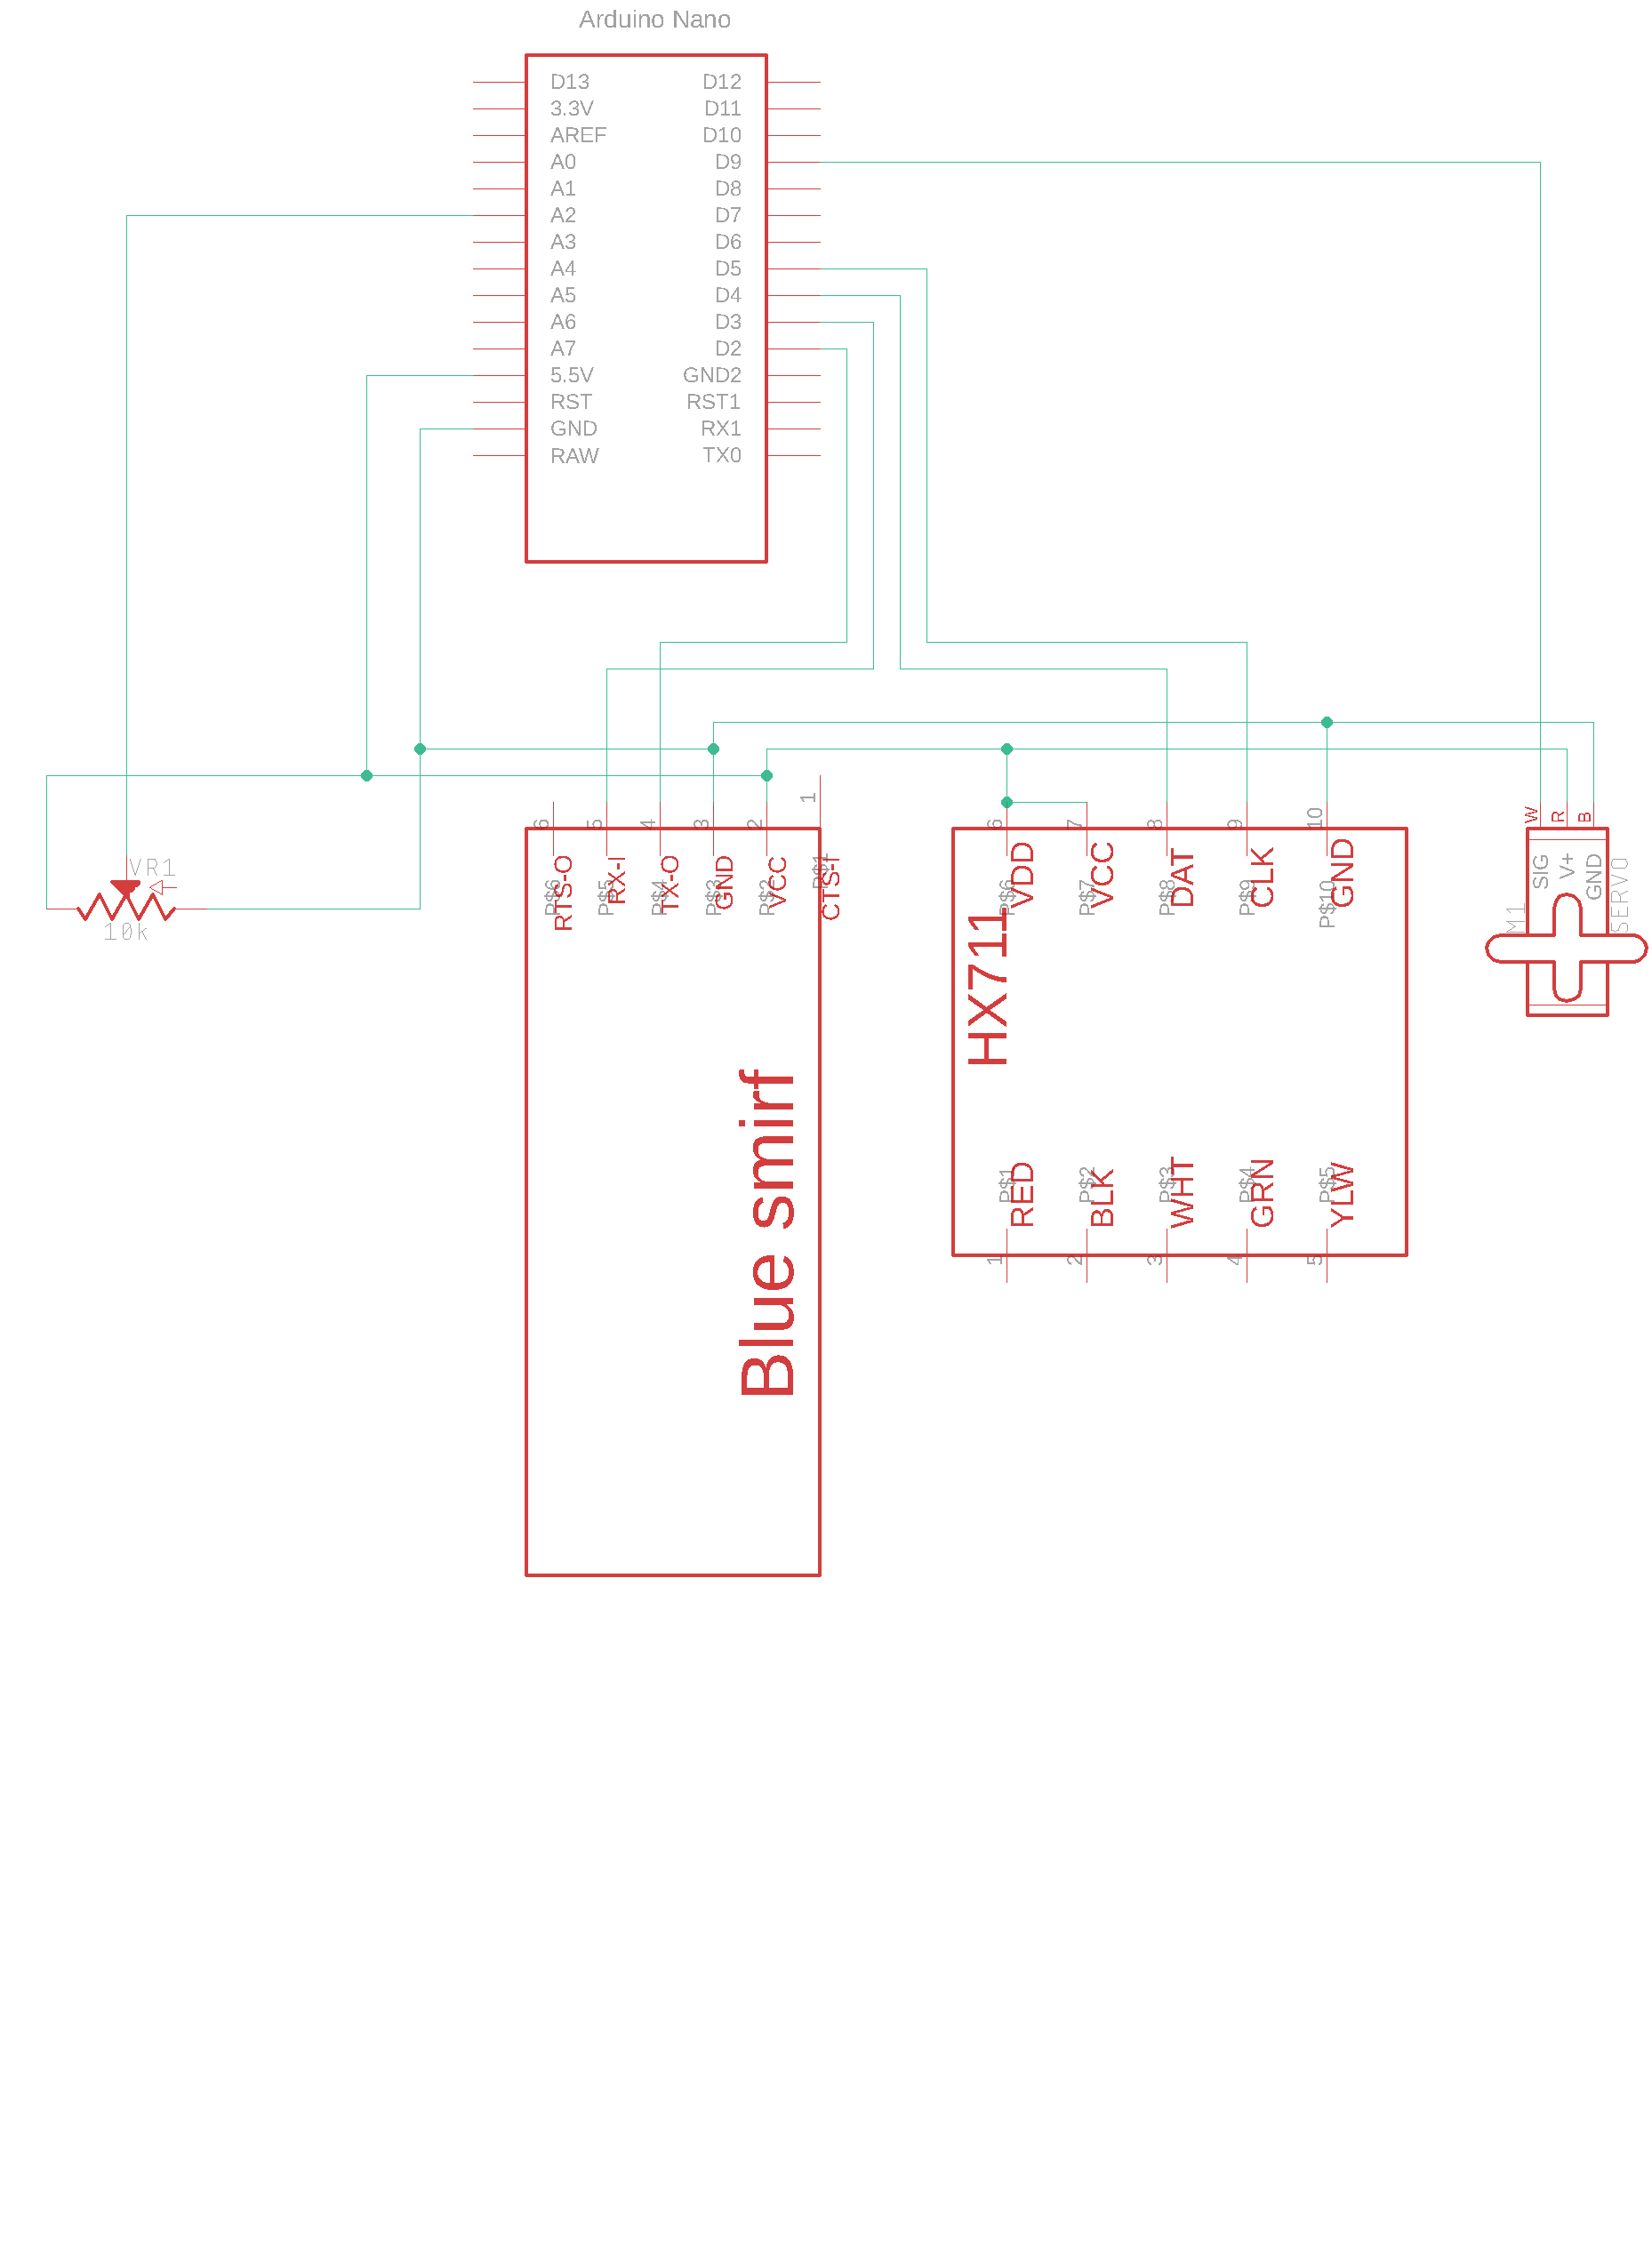 Arduino Nano
D13 D12
3.3V D11
AREF D10
A0 D9
A1 D8
A2 D7
A3 D6
A4 D5
A5 D4
A6 D3
A7 D2
5.5V GND2
RST RST1
GND RX1
RAW TX0
VR1
10k
6 5 4 3 2 1
P$6 P$5 P$4 P$3 P$2 P$1
RTS-O RX-I TX-O GND VCC CTS-I
Blue smirf
6 7 8 9 10
P$6 P$7 P$8 P$9 P$10
VDD VCC DAT CLK GND
HX711
P$1 P$2 P$3 P$4 P$5
RED BLK WHT GRN YLW
1 2 3 4 5
W R B
SIG V+ GND
M1
SERVO